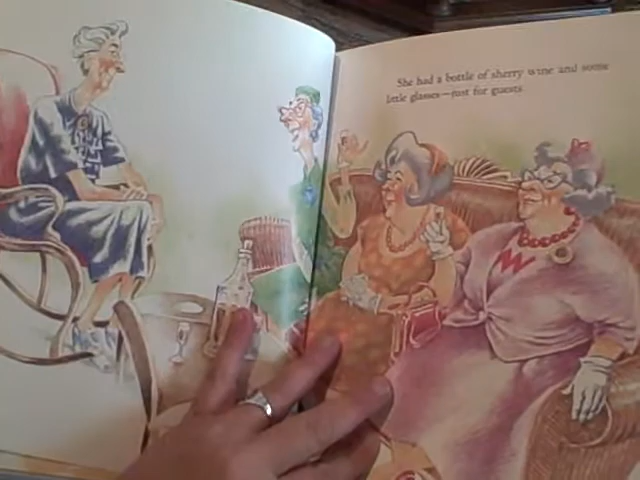 She had a bottle of sherry wine and some
little glasses—just for guests